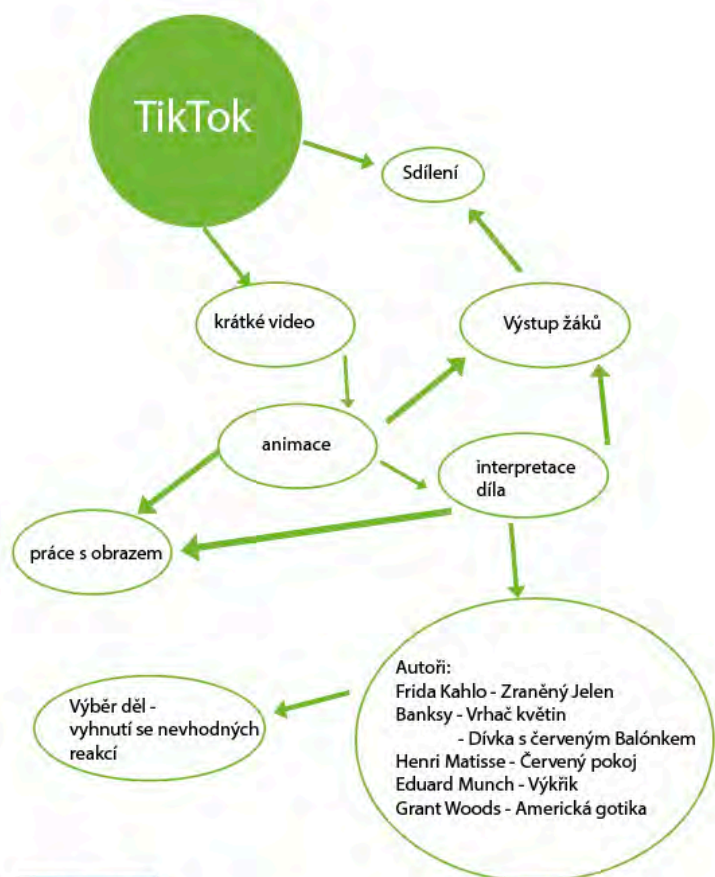 TikTok
Sdílení
krátké video
Výstup žáků
animace
interpretace
díla
práce s obrazem
Autoři:
Frida Kahlo - Zraněný Jelen
Banksy - Vrhač květin
- Dívka s červeným Balónkem
Henri Matisse - Červený pokoj
Eduard Munch - Výkřik
Grant Woods - Americká gotika
Výběr děl -
vyhnutí se nevhodných
reakcí